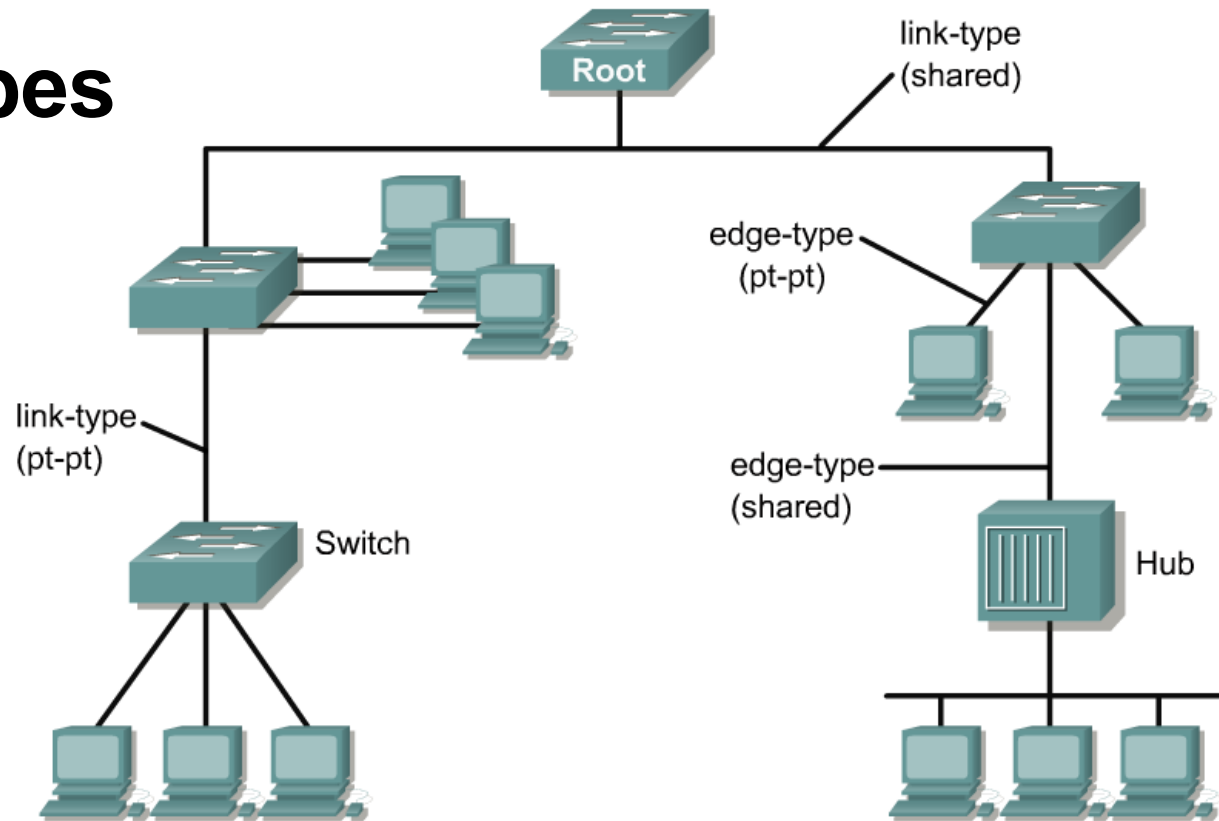 pes
Root
link-type
(shared)
edge-type
(pt-pt)
link-type
(pt-pt)
edge-type
(shared)
Switch
Hub